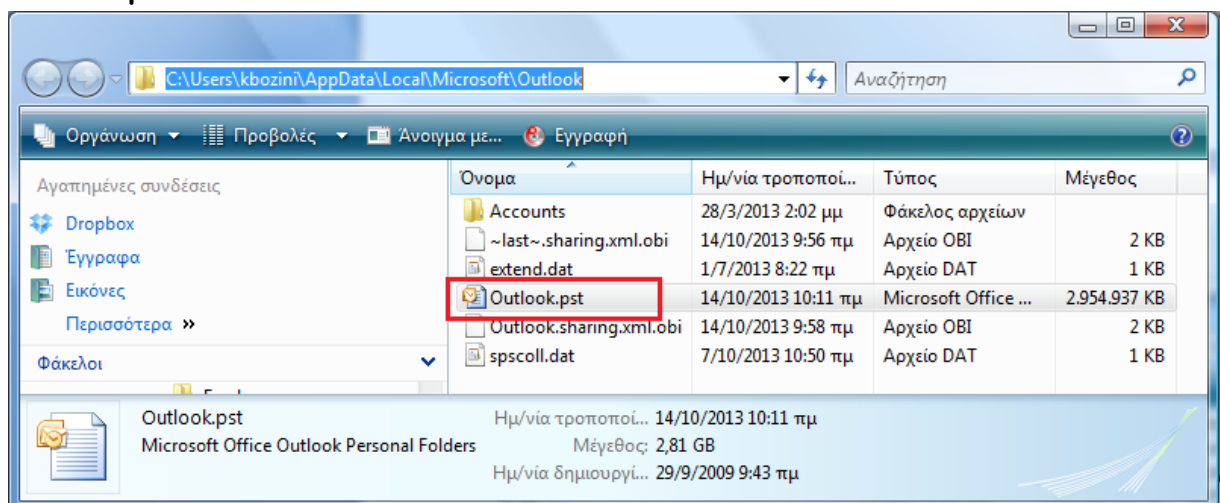 C:\Users\kbozini\AppData\Local\Microsoft\Outlook Αναζήτηση
Οργάνωση Προβολές Άνοιγμα με... Εγγραφή
Αγαπημένες συνδέσεις
Dropbox
Έγγραφα
Εικόνες
Περισσότερα »
Φάκελοι
Όνομα Ημ/νία τροποποί... Τύπος Μέγεθος
Accounts 28/3/2013 2:02 μμ Φάκελος αρχείων
~last~.sharing.xml.obi 14/10/2013 9:56 πμ Αρχείο OBI 2 KB
extend.dat 1/7/2013 8:22 πμ Αρχείο DAT 1 KB
Outlook.pst 14/10/2013 10:11 πμ Microsoft Office ... 2.954.937 KB
Outlook.sharing.xml.obi 14/10/2013 9:58 πμ Αρχείο OBI 2 KB
spscoll.dat 7/10/2013 10:50 πμ Αρχείο DAT 1 KB
Outlook.pst Ημ/νία τροποποί... 14/10/2013 10:11 πμ
Microsoft Office Outlook Personal Folders Μέγεθος: 2,81 GB
Ημ/νία δημιουργί... 29/9/2009 9:43 πμ